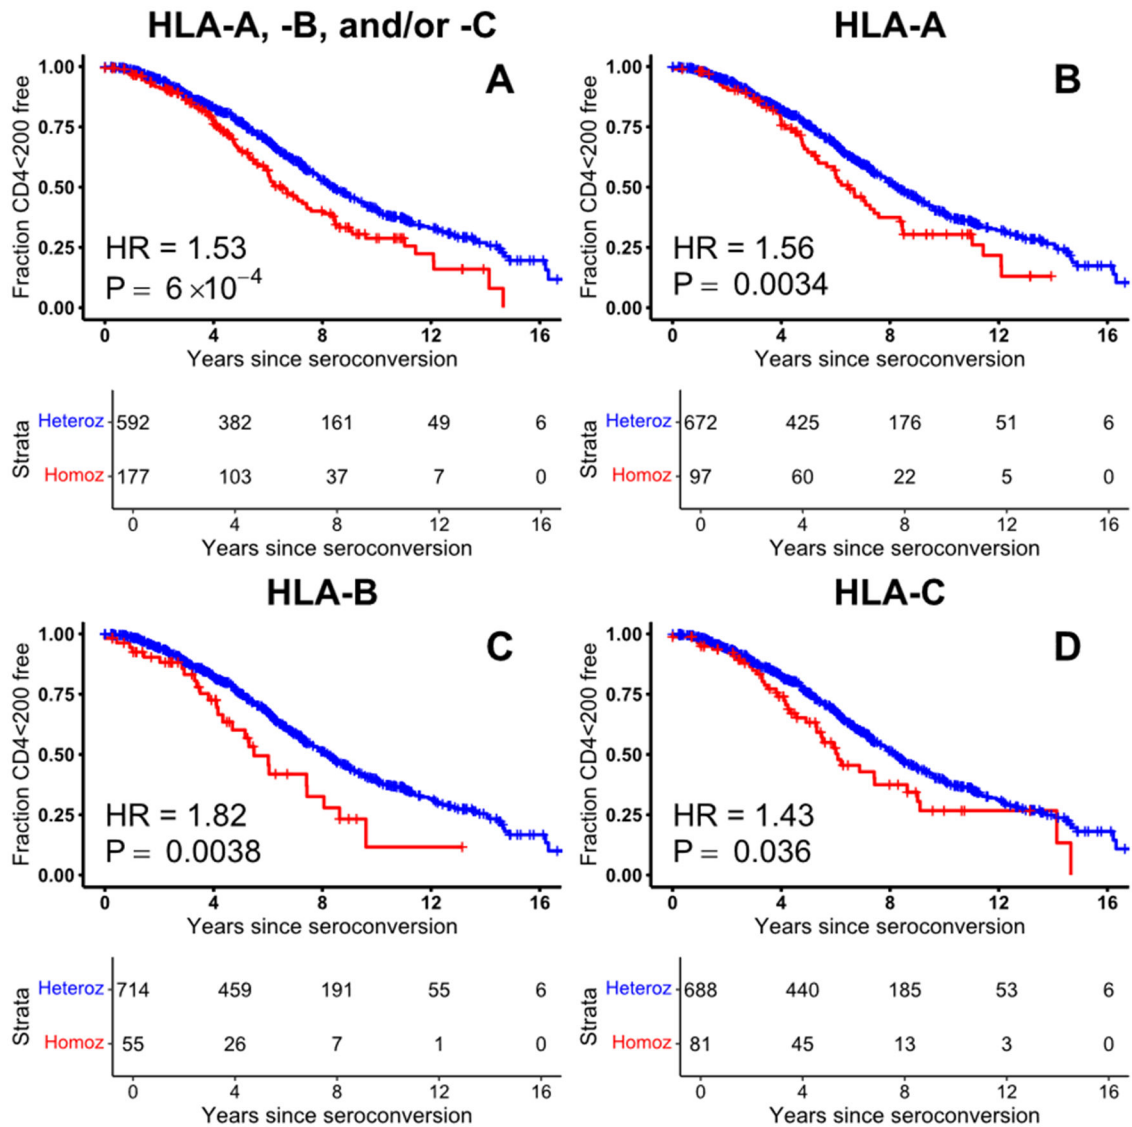 HLA-A, -B, and/or -C
A
Fraction CD4<200 free
1.00
0.75
0.50
0.25
0.00
HR = 1.53
P = 6 ×10⁻⁴
0 4 8 12 16
Years since seroconversion
Strata
Heteroz 592 382 161 49 6
Homoz 177 103 37 7 0
0 4 8 12 16
Years since seroconversion
HLA-A
B
Fraction CD4<200 free
1.00
0.75
0.50
0.25
0.00
HR = 1.56
P = 0.0034
0 4 8 12 16
Years since seroconversion
Strata
Heteroz 672 425 176 51 6
Homoz 97 60 22 5 0
0 4 8 12 16
Years since seroconversion
HLA-B
C
Fraction CD4<200 free
1.00
0.75
0.50
0.25
0.00
HR = 1.82
P = 0.0038
0 4 8 12 16
Years since seroconversion
Strata
Heteroz 714 459 191 55 6
Homoz 55 26 7 1 0
0 4 8 12 16
Years since seroconversion
HLA-C
D
Fraction CD4<200 free
1.00
0.75
0.50
0.25
0.00
HR = 1.43
P = 0.036
0 4 8 12 16
Years since seroconversion
Strata
Heteroz 688 440 185 53 6
Homoz 81 45 13 3 0
0 4 8 12 16
Years since seroconversion